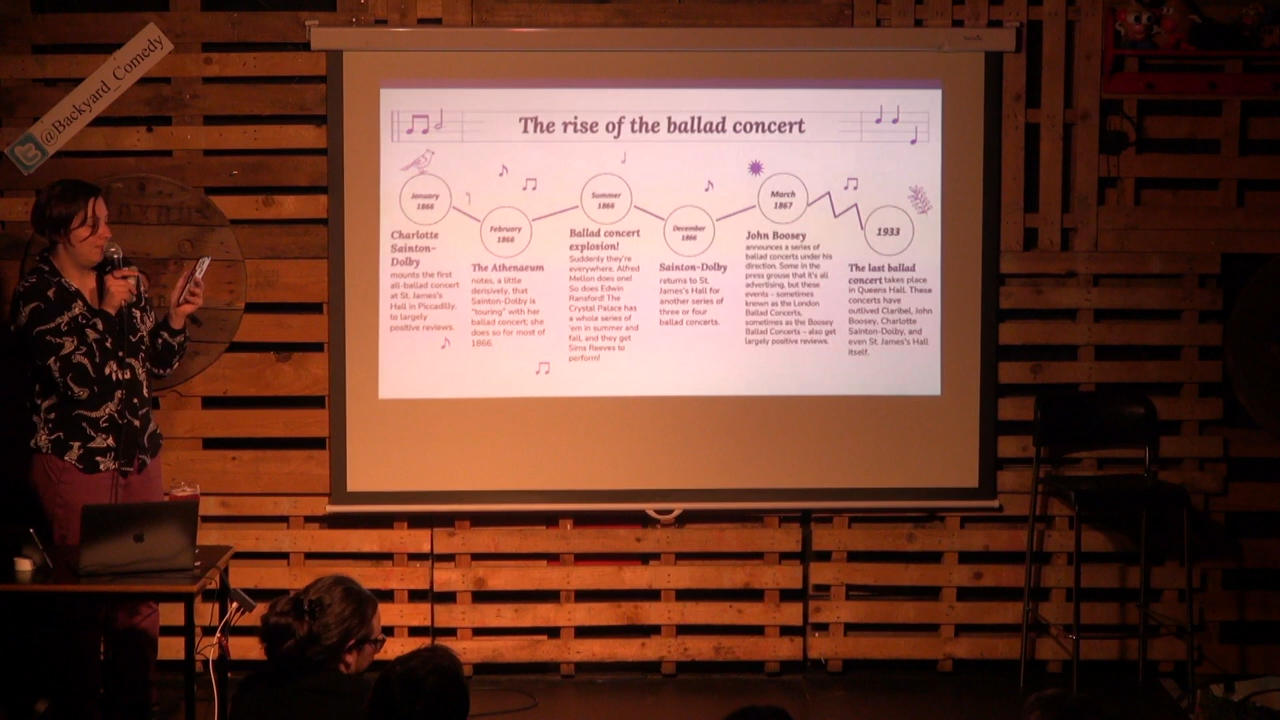 @Backyard_Comedy
The rise of the ballad concert
January
1866
Charlotte
Sainton-
Dolby
mounts the first
all-ballad concert
at St. James's
Hall in Piccadilly,
to largely
positive reviews.
February
1866
The Athenaeum
notes, a little
derisively, that
Sainton-Dolby is
"touring" with her
ballad concert; she
does so for most of
1866.
Summer
1866
Ballad concert
explosion!
Suddenly they're
everywhere. Alfred
Mellon does one!
So does Edwin
Ransford! The
Crystal Palace has
a whole series of
'em in summer and
fall, and they get
Sims Reeves to
perform!
December
1866
Sainton-Dolby
returns to St.
James's Hall for
another series of
three or four
ballad concerts.
March
1867
John Boosey
announces a series of
ballad concerts under his
direction. Some in the
press grouse that it's all
advertising, but these
events - sometimes
known as the London
Ballad Concerts,
sometimes as the Boosey
Ballad Concerts - also get
largely positive reviews.
1933
The last ballad
concert takes place
in Queens Hall. These
concerts have
outlived Claribel, John
Boosey, Charlotte
Sainton-Dolby, and
even St. James's Hall
itself.